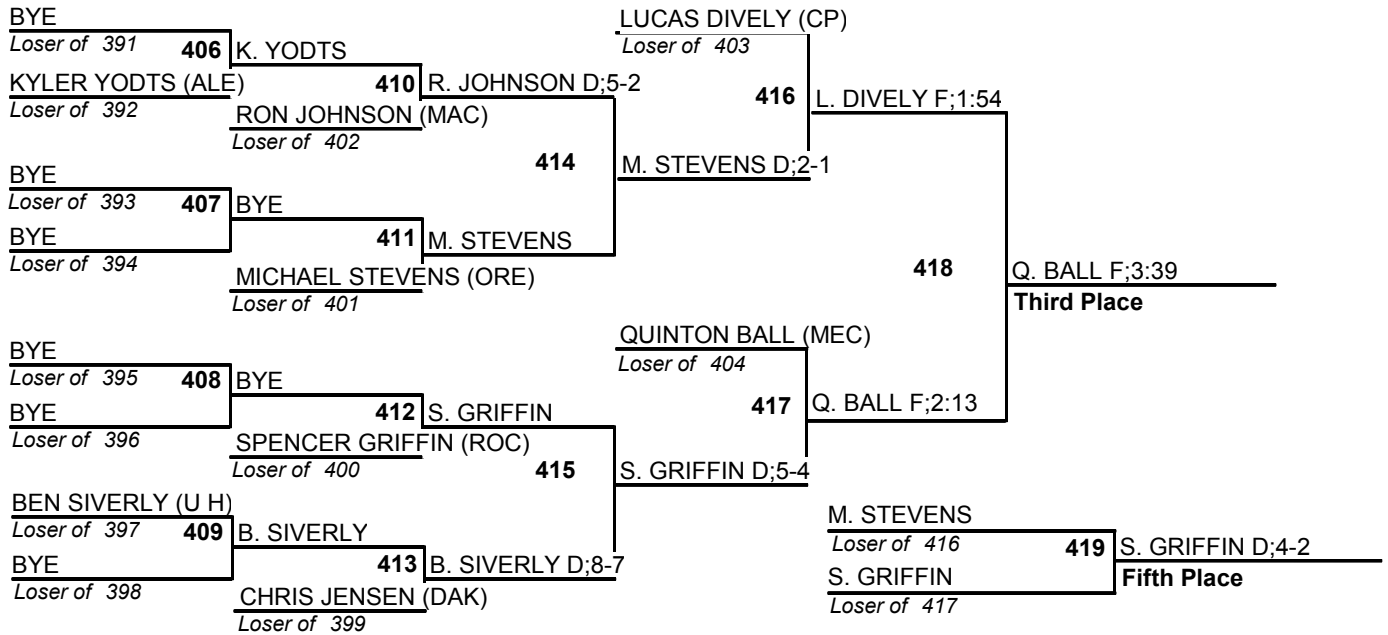 BYE
Loser of 391
406
K. YODTS
KYLER YODTS (ALE)
Loser of 392
410
R. JOHNSON D;5-2
RON JOHNSON (MAC)
Loser of 402
BYE
Loser of 393
407
BYE
BYE
Loser of 394
411
M. STEVENS
MICHAEL STEVENS (ORE)
Loser of 401
414
M. STEVENS D;2-1
LUCAS DIVELY (CP)
Loser of 403
416
L. DIVELY F;1:54
BYE
Loser of 395
408
BYE
BYE
Loser of 396
412
S. GRIFFIN
SPENCER GRIFFIN (ROC)
Loser of 400
BEN SIVERLY (U H)
Loser of 397
409
B. SIVERLY
BYE
Loser of 398
413
B. SIVERLY D;8-7
CHRIS JENSEN (DAK)
Loser of 399
415
S. GRIFFIN D;5-4
QUINTON BALL (MEC)
Loser of 404
417
Q. BALL F;2:13
418
Q. BALL F;3:39
Third Place
M. STEVENS
Loser of 416
419
S. GRIFFIN D;4-2
Fifth Place
S. GRIFFIN
Loser of 417